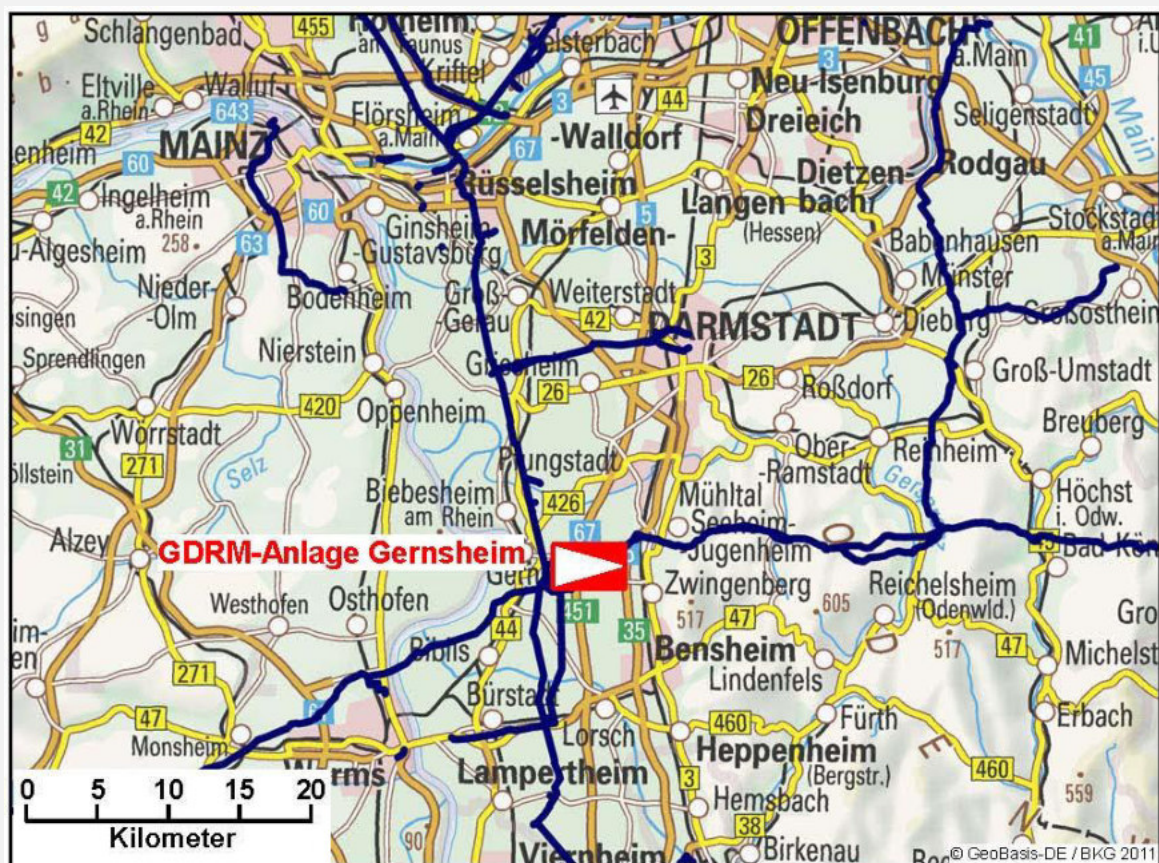 Schlangenbad
455
am Taunus
Kelsterbach
OFFENBACH
a.Main
41
Kriftel
3
Eltville
a.Rhein
Walluf
643
Flörsheim
a.Main
3
44
Neu-Isenburg
45
Seligenstadt
Main
42
MAINZ
67
-Walldorf
Dreieich
60
Rüsselsheim
Dietzen-
bach
Rodgau
42
Ingelheim
a.Rhein
60
Ginsheim
-Gustavsburg
5
Langen
(Hessen)
Stockstadt
a.Main
258
63
Mörfelden-
3
Babenhausen
Nieder-
-Olm
Bodenheim
Groß-
-Gerau
Weiterstadt
Münster
42
DARMSTADT
Dieburg
Großostheim
Sprendlingen
Nierstein
Griesheim
26
26
Roßdorf
Groß-Umstadt
420
Oppenheim
Breuberg
31
Wörrstadt
Selz
Pfungstadt
Ober-
-Ramstadt
Reinheim
271
Biebesheim
am Rhein
426
Mühltal
Höchst
i. Odw.
Alzey
67
Seeheim-
Jugenheim
GDRM-Anlage Gernsheim
Zwingenberg
Reichelsheim
(Odenwld.)
Westhofen
Osthofen
44
451
35
517
47
605
O
D
517
47
271
Biblis
Bensheim
Lindenfels
Bürstadt
47
Monsheim
Lorsch
460
Fürth
Erbach
Worms
Lampertheim
Heppenheim
(Bergstr.)
E
460
3
Hemsbach
N
559
90
38
Viernheim
Birkenau
0 5 10 15 20
Kilometer
© GeoBasis-DE / BKG 2011